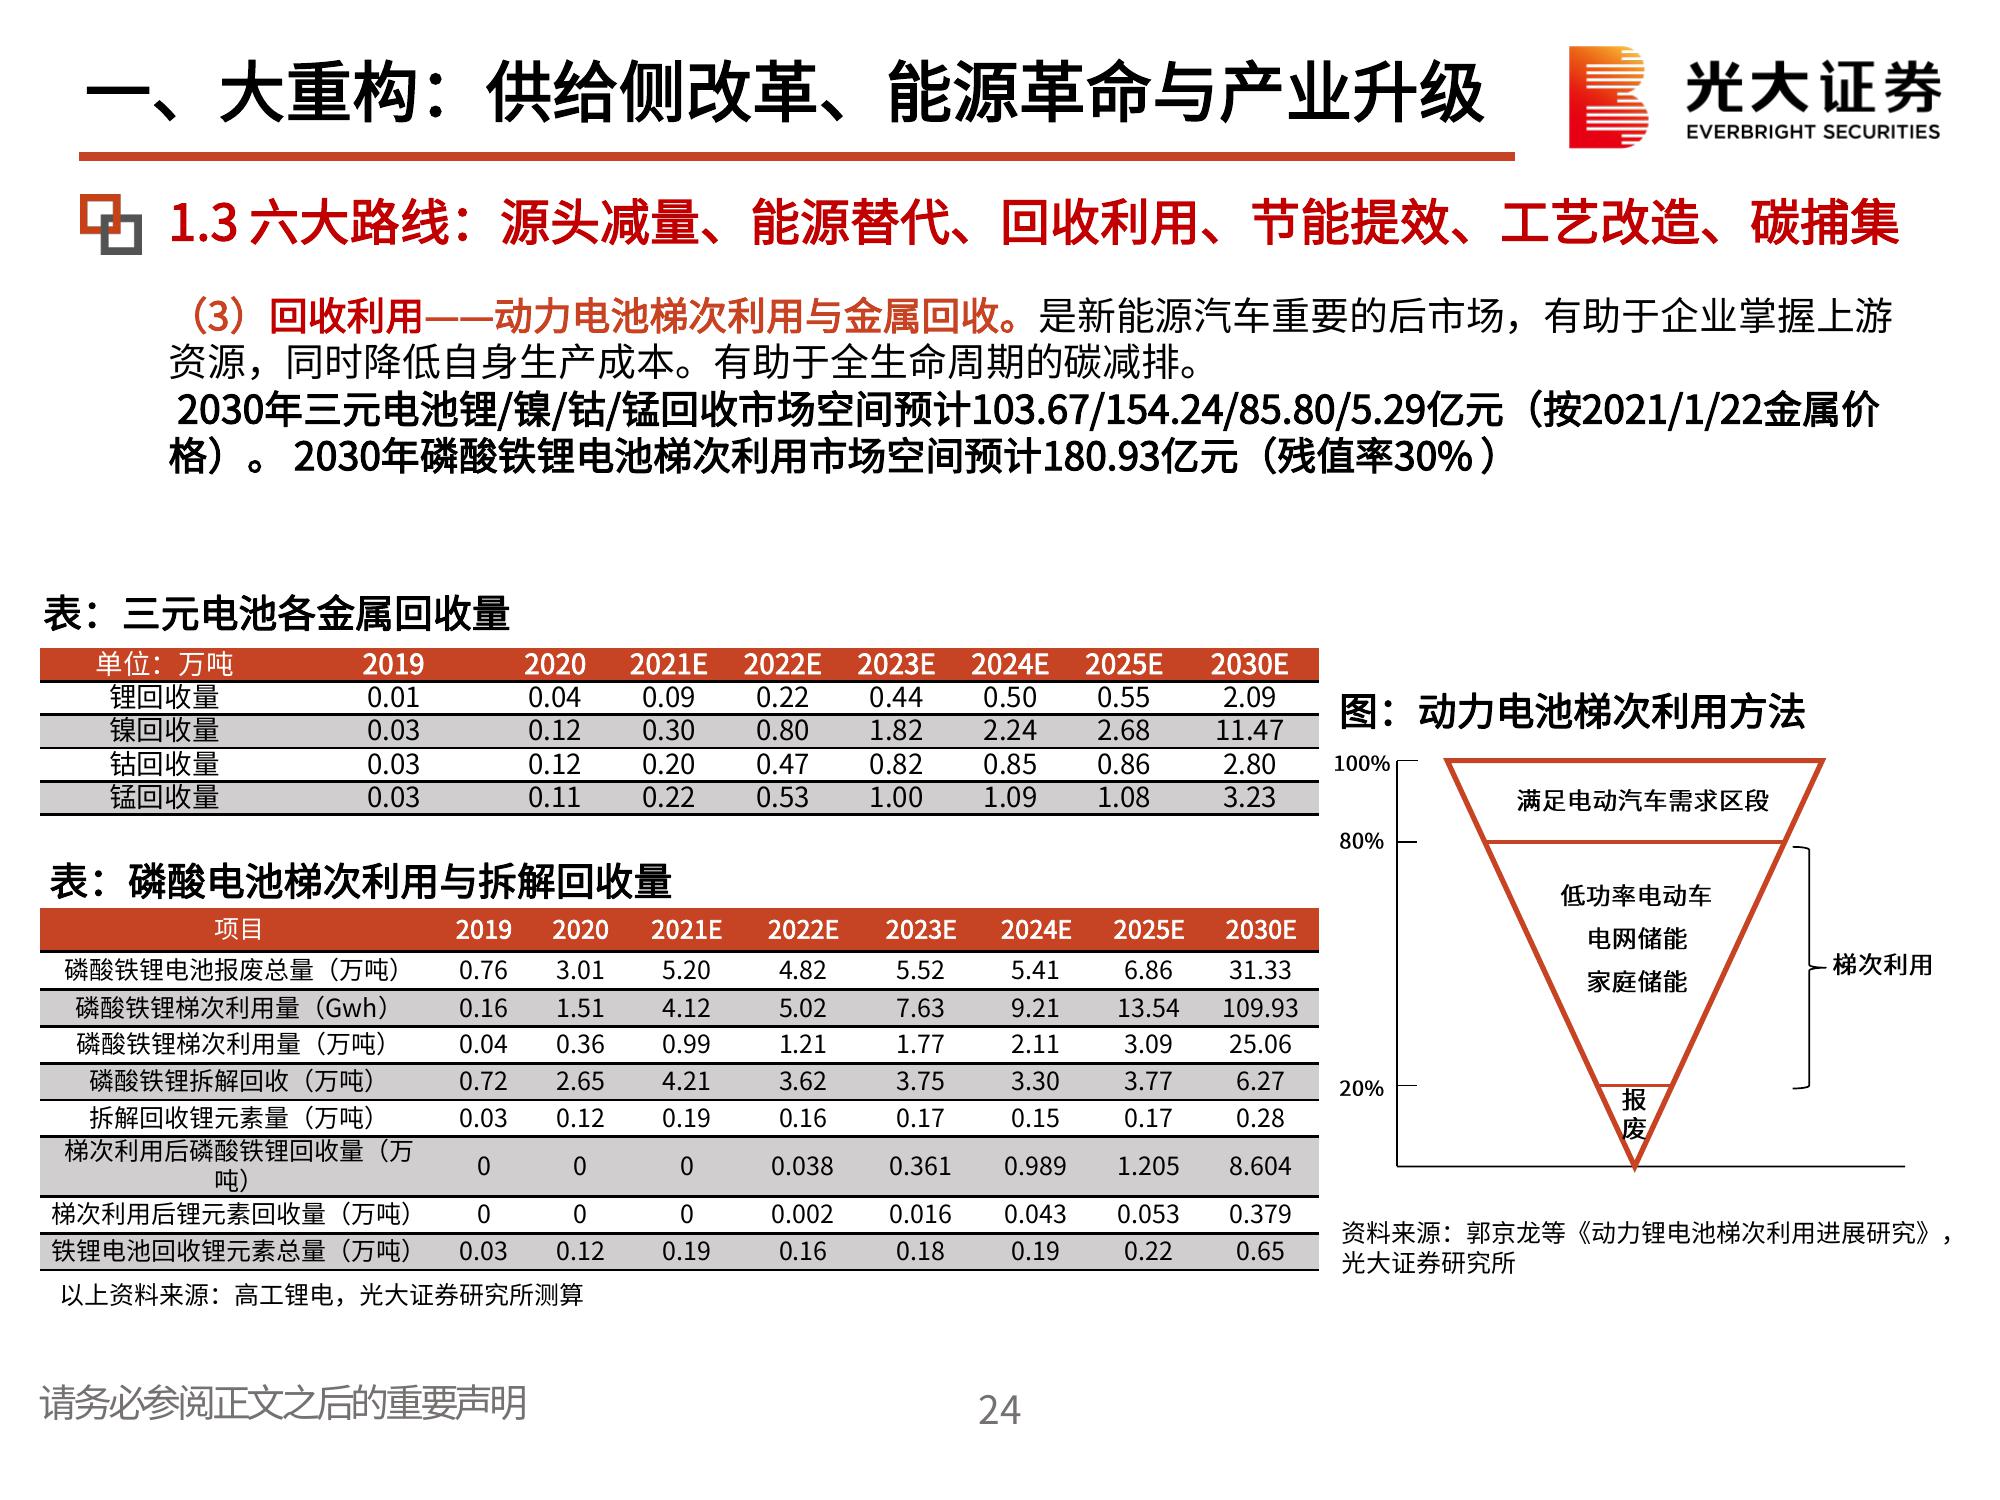 一、大重构：供给侧改革、能源革命与产业升级
光大证券
EVERBRIGHT SECURITIES
1.3 六大路线：源头减量、能源替代、回收利用、节能提效、工艺改造、碳捕集
（3）回收利用——动力电池梯次利用与金属回收。是新能源汽车重要的后市场，有助于企业掌握上游
资源，同时降低自身生产成本。有助于全生命周期的碳减排。
2030年三元电池锂/镍/钴/锰回收市场空间预计103.67/154.24/85.80/5.29亿元（按2021/1/22金属价
格）。 2030年磷酸铁锂电池梯次利用市场空间预计180.93亿元（残值率30% ）
表：三元电池各金属回收量
单位：万吨 2019 2020 2021E 2022E 2023E 2024E 2025E 2030E
锂回收量 0.01 0.04 0.09 0.22 0.44 0.50 0.55 2.09
镍回收量 0.03 0.12 0.30 0.80 1.82 2.24 2.68 11.47
钴回收量 0.03 0.12 0.20 0.47 0.82 0.85 0.86 2.80
锰回收量 0.03 0.11 0.22 0.53 1.00 1.09 1.08 3.23
表：磷酸电池梯次利用与拆解回收量
项目 2019 2020 2021E 2022E 2023E 2024E 2025E 2030E
磷酸铁锂电池报废总量（万吨） 0.76 3.01 5.20 4.82 5.52 5.41 6.86 31.33
磷酸铁锂梯次利用量（Gwh） 0.16 1.51 4.12 5.02 7.63 9.21 13.54 109.93
磷酸铁锂梯次利用量（万吨） 0.04 0.36 0.99 1.21 1.77 2.11 3.09 25.06
磷酸铁锂拆解回收（万吨） 0.72 2.65 4.21 3.62 3.75 3.30 3.77 6.27
拆解回收锂元素量（万吨） 0.03 0.12 0.19 0.16 0.17 0.15 0.17 0.28
梯次利用后磷酸铁锂回收量（万
吨） 0 0 0 0.038 0.361 0.989 1.205 8.604
梯次利用后锂元素回收量（万吨） 0 0 0 0.002 0.016 0.043 0.053 0.379
铁锂电池回收锂元素总量（万吨） 0.03 0.12 0.19 0.16 0.18 0.19 0.22 0.65
以上资料来源：高工锂电，光大证券研究所测算
图：动力电池梯次利用方法
100%
满足电动汽车需求区段
80%
低功率电动车
电网储能
家庭储能
梯次利用
20%
报
废
资料来源：郭京龙等《动力锂电池梯次利用进展研究》，
光大证券研究所
请务必参阅正文之后的重要声明
24